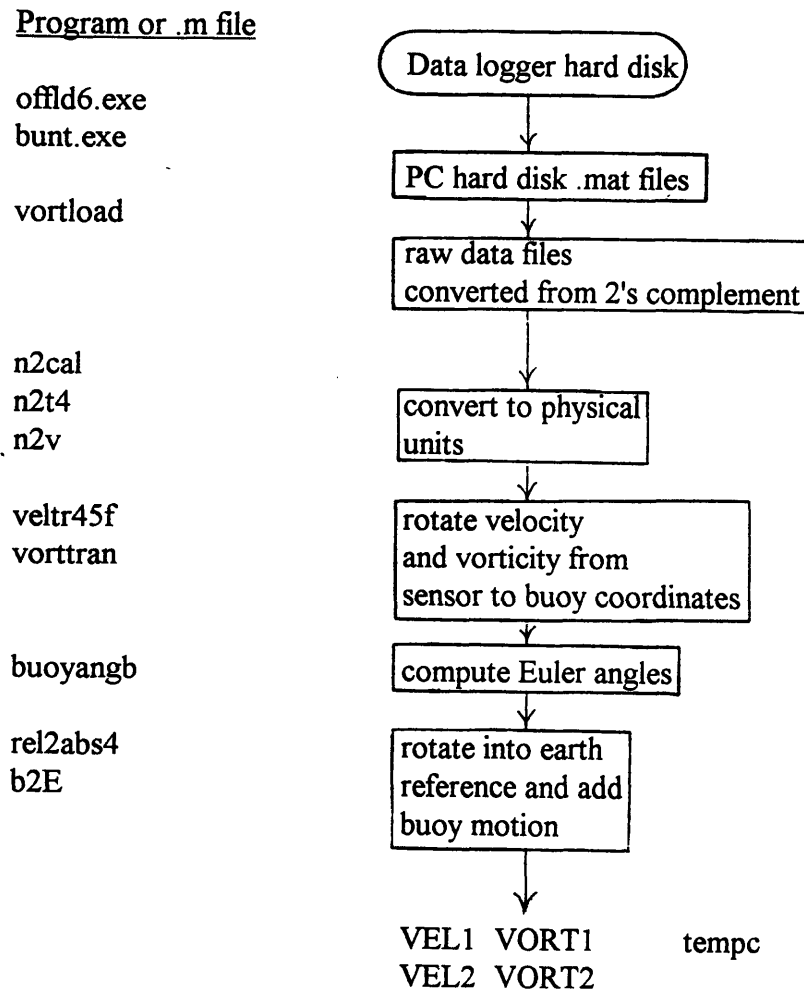 Program or .m file
Data logger hard disk
offld6.exe
bunt.exe
PC hard disk .mat files
vortload
raw data files
converted from 2's complement
n2cal
n2t4
n2v
convert to physical
units
veltr45f
vorttran
rotate velocity
and vorticity from
sensor to buoy coordinates
buoyangb
compute Euler angles
rel2abs4
b2E
rotate into earth
reference and add
buoy motion
VEL1 VORT1 tempc
VEL2 VORT2